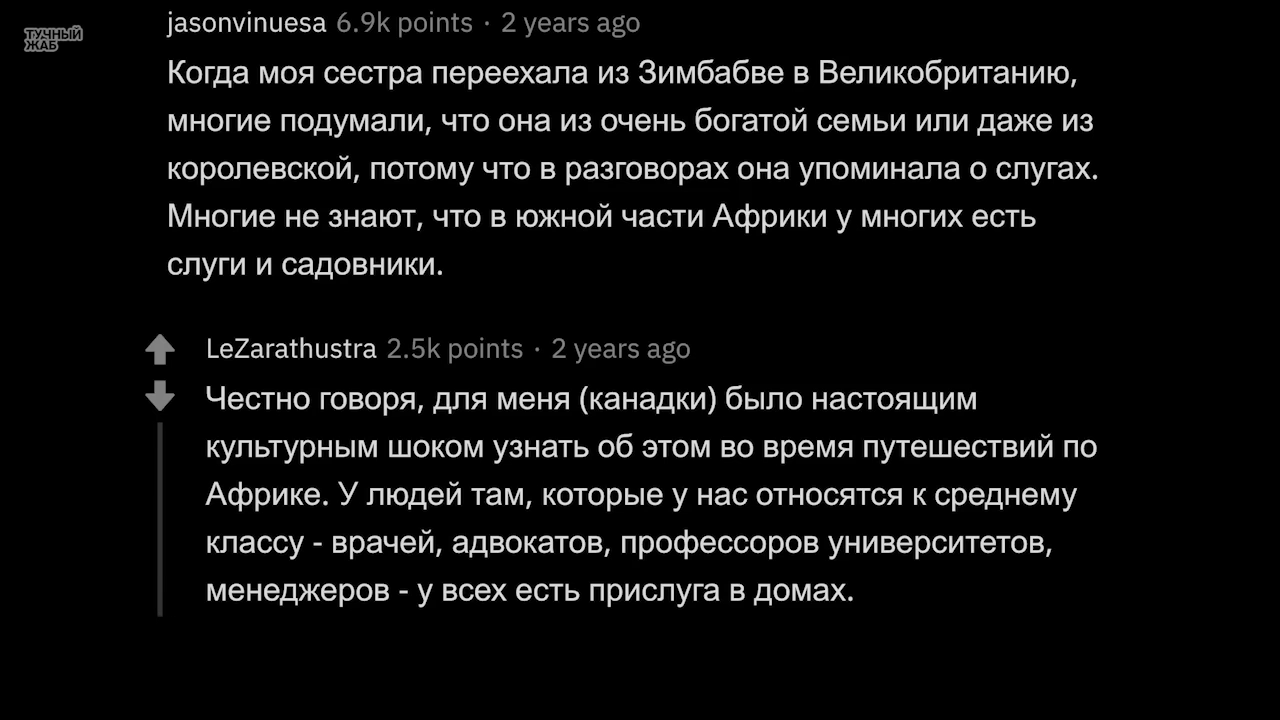 ТУЧНЫЙ
ЖАБ
jasonvinuesa 6.9k points · 2 years ago
Когда моя сестра переехала из Зимбабве в Великобританию,
многие подумали, что она из очень богатой семьи или даже из
королевской, потому что в разговорах она упоминала о слугах.
Многие не знают, что в южной части Африки у многих есть
слуги и садовники.
LeZarathustra 2.5k points · 2 years ago
Честно говоря, для меня (канадки) было настоящим
культурным шоком узнать об этом во время путешествий по
Африке. У людей там, которые у нас относятся к среднему
классу - врачей, адвокатов, профессоров университетов,
менеджеров - у всех есть прислуга в домах.